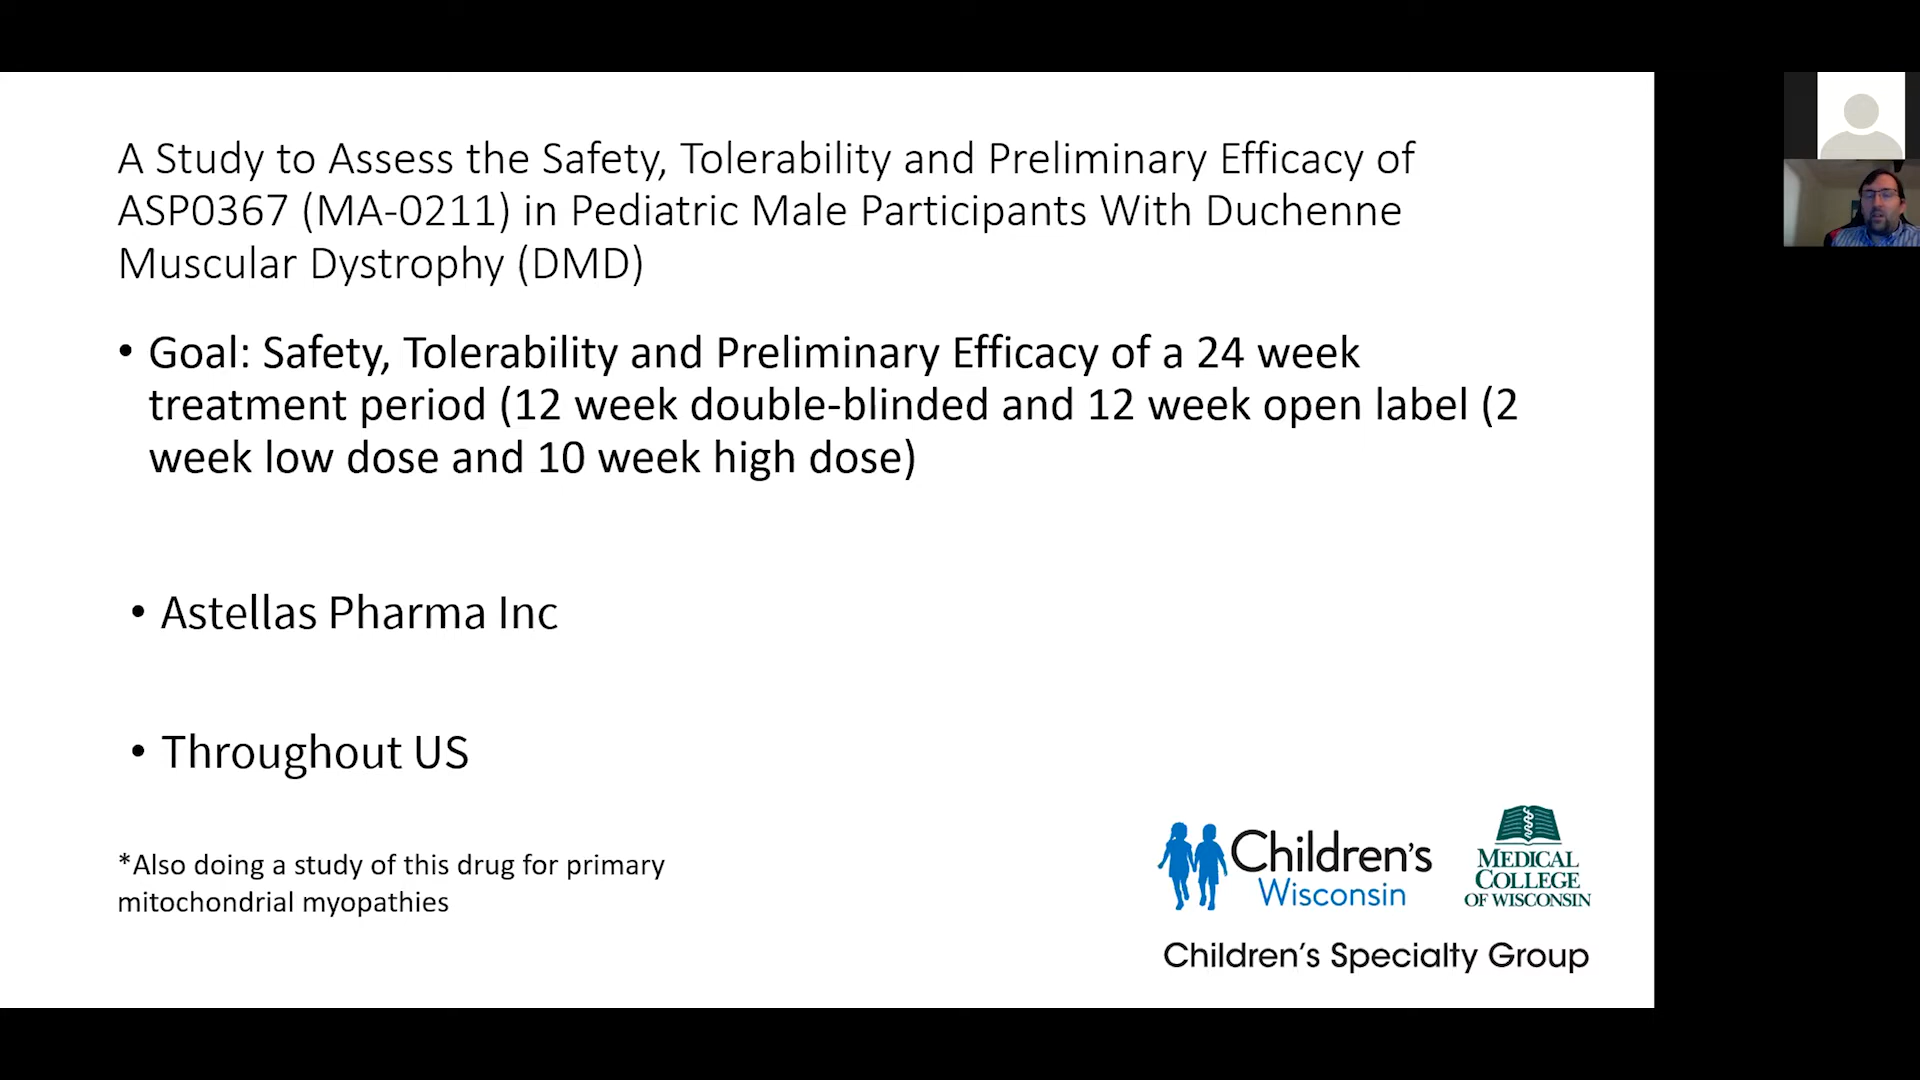 A Study to Assess the Safety, Tolerability and Preliminary Efficacy of
ASP0367 (MA-0211) in Pediatric Male Participants With Duchenne
Muscular Dystrophy (DMD)
• Goal: Safety, Tolerability and Preliminary Efficacy of a 24 week
treatment period (12 week double-blinded and 12 week open label (2
week low dose and 10 week high dose)
• Astellas Pharma Inc
• Throughout US
*Also doing a study of this drug for primary
mitochondrial myopathies
Children's
Wisconsin
MEDICAL
COLLEGE
OF WISCONSIN
Children's Specialty Group